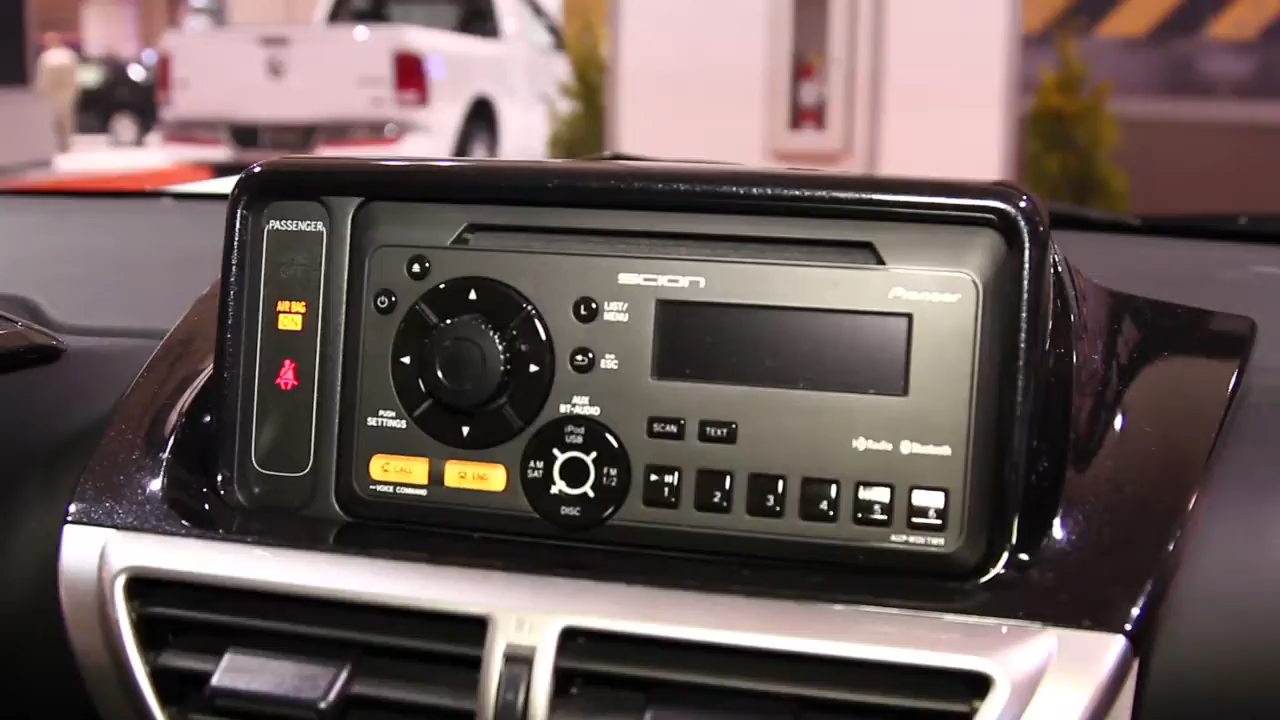 PASSENGER
OFF
AIR BAG
ON
SCION
Pioneer
LIST/
MENU
L
ESC
PUSH
SETTINGS
AUX
BT-AUDIO
iPod
USB
AM
SAT
FM
1/2
DISC
SCAN
TEXT
CALL
END
VOICE COMMAND
HD Radio
Bluetooth
1
2
3
4
5
6